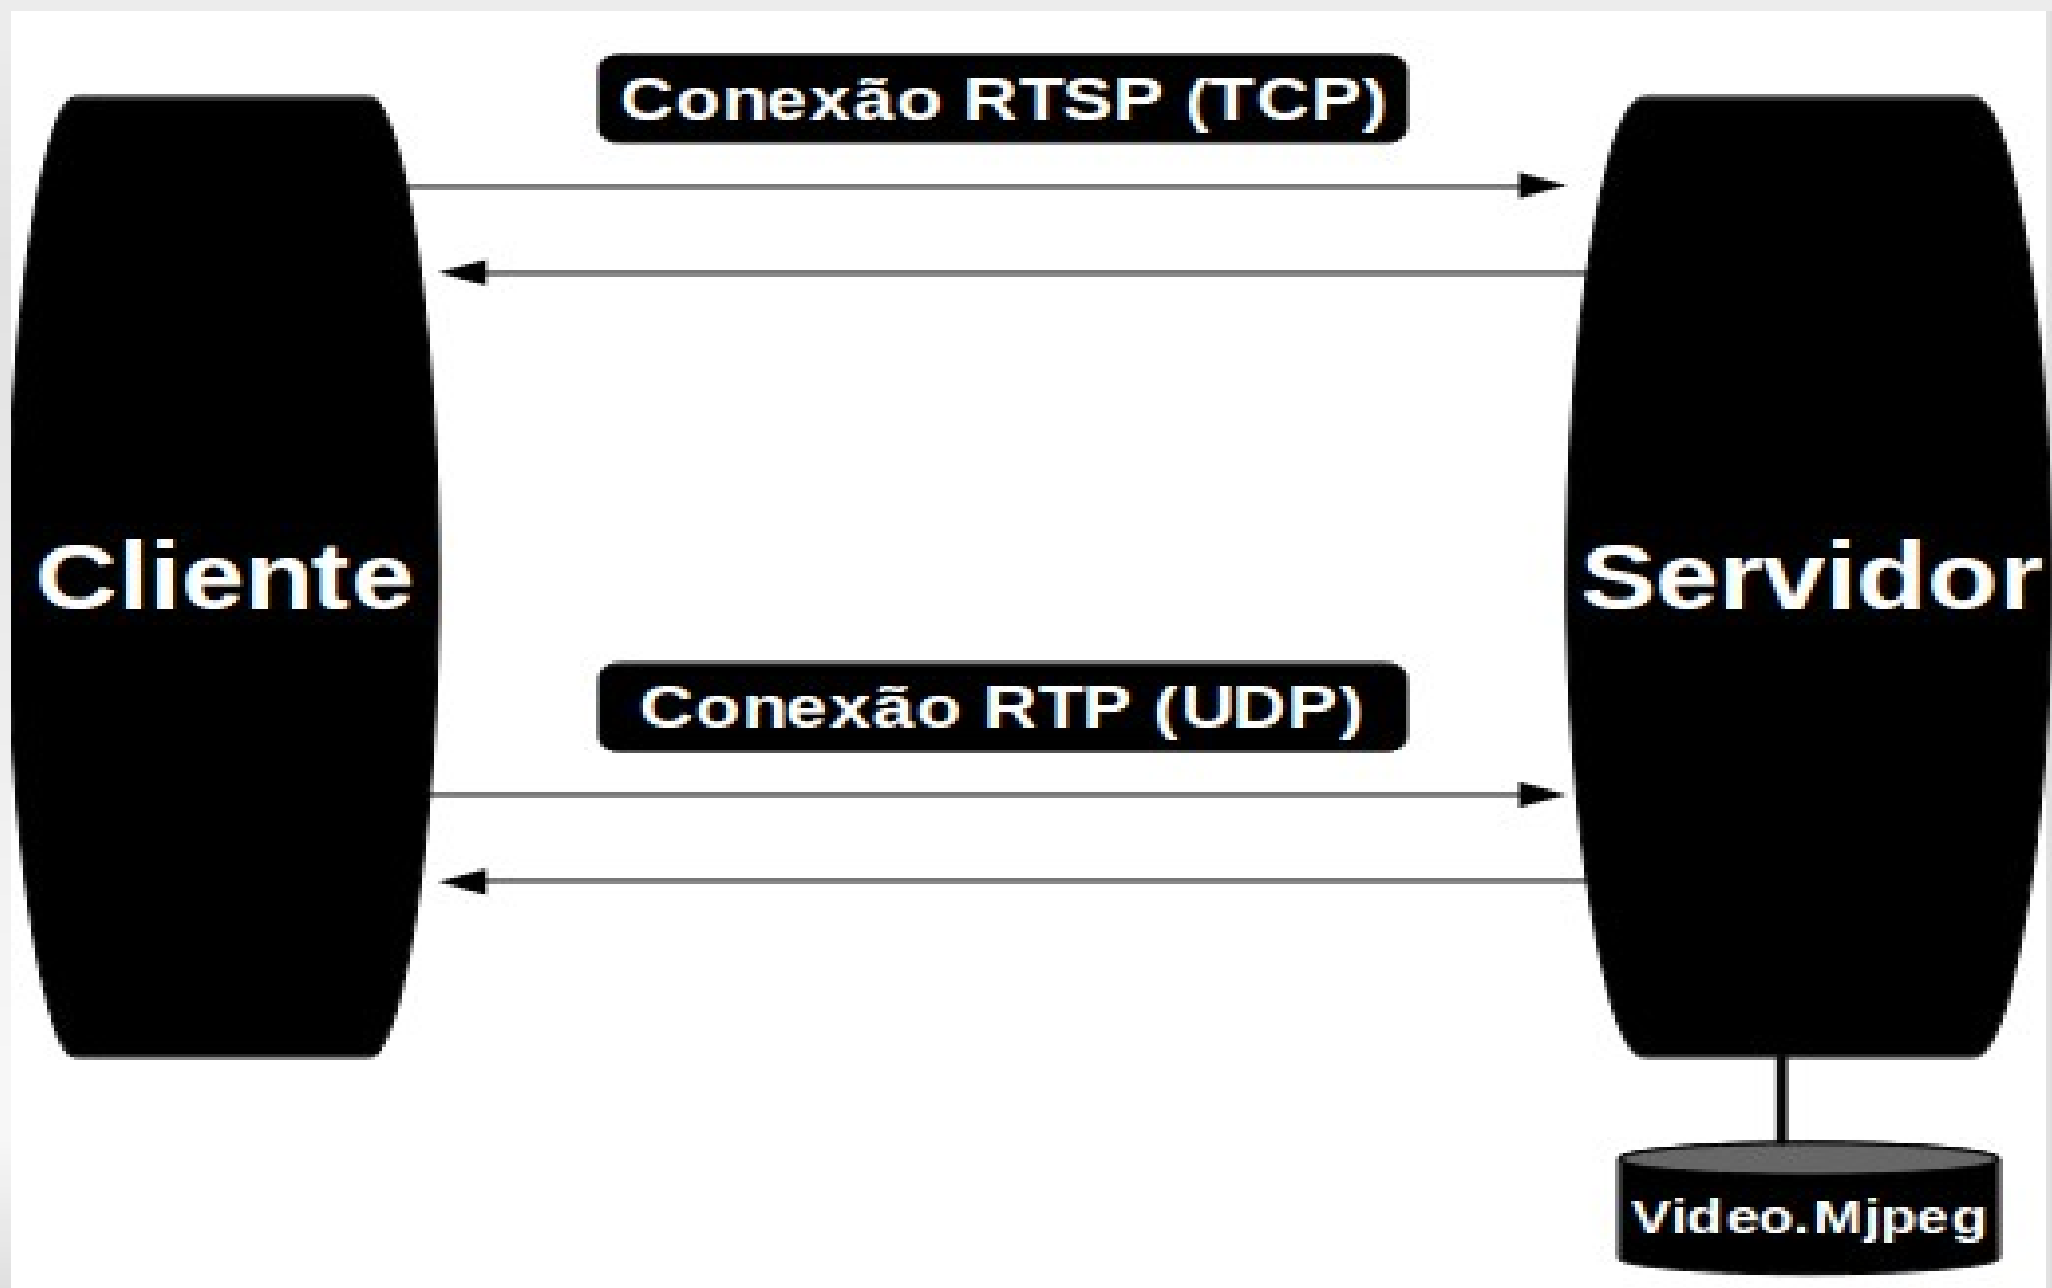 Conexão RTSP (TCP)
Cliente
Servidor
Conexão RTP (UDP)
Video.Mjpeg